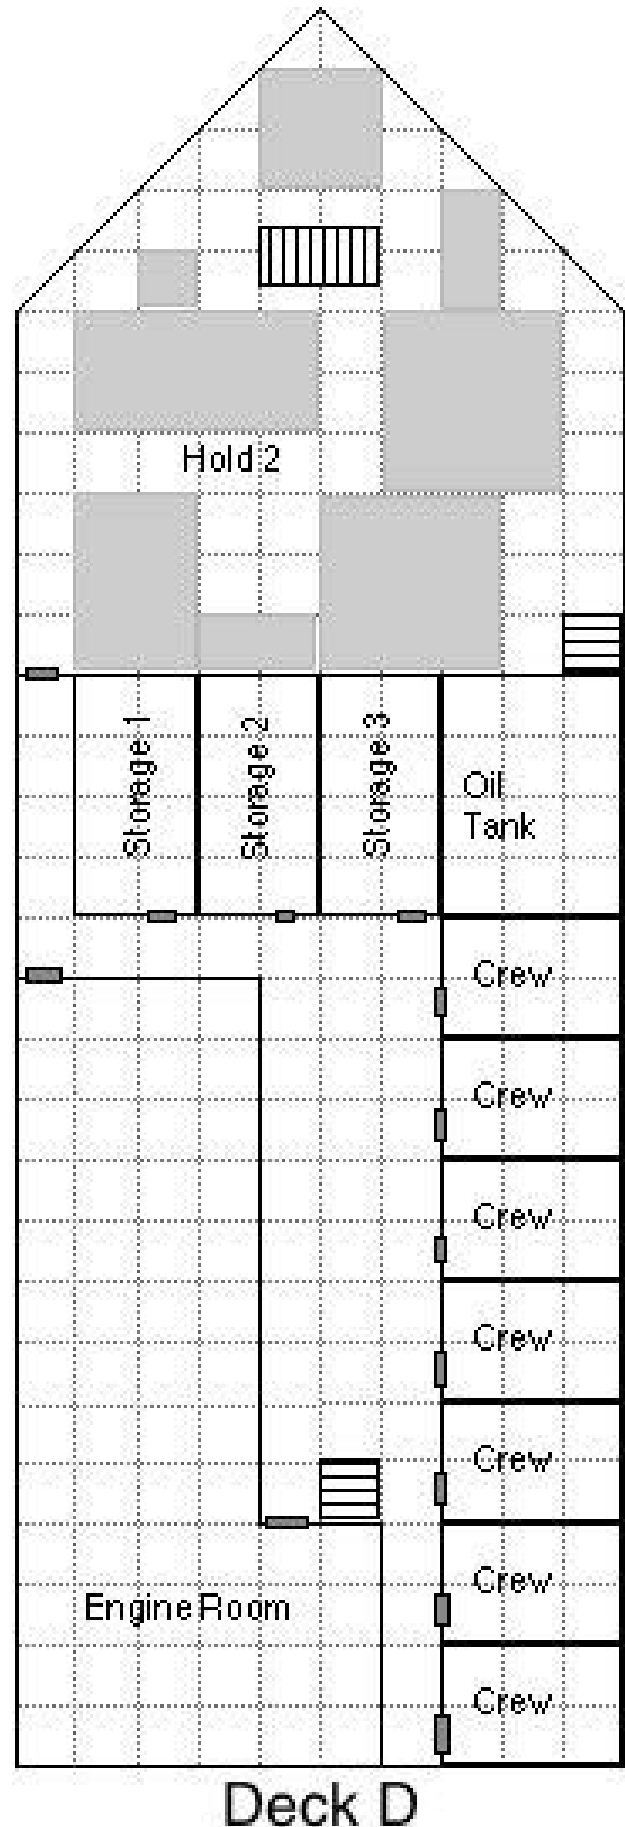 Hold 2
Storage 1
Storage 2
Storage 3
Oil
Tank
Crew
Crew
Crew
Crew
Crew
Crew
Engine Room
Crew
Deck D